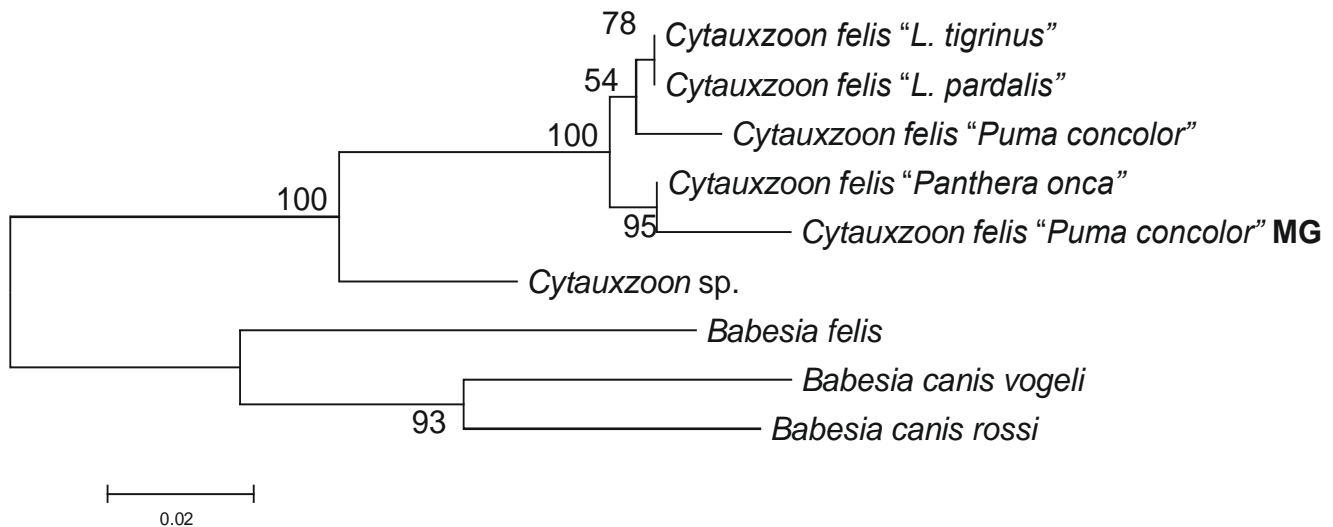 78
Cytauxzoon felis “L. tigrinus”
54
Cytauxzoon felis “L. pardalis”
100
Cytauxzoon felis “Puma concolor”
Cytauxzoon felis “Panthera onca”
100
95
Cytauxzoon felis “Puma concolor” MG
Cytauxzoon sp.
Babesia felis
Babesia canis vogeli
93
Babesia canis rossi
0.02